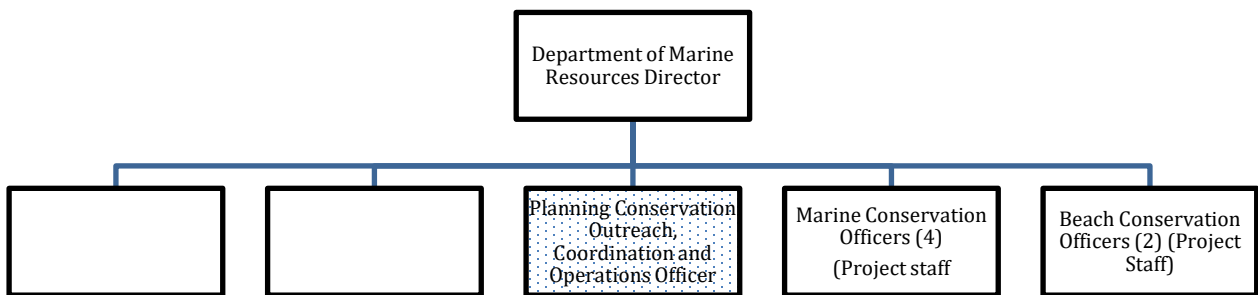 Department of Marine
Resources Director
Planning Conservation
Outreach,
Coordination and
Operations Officer
Marine Conservation
Officers (4)
(Project staff
Beach Conservation
Officers (2) (Project
Staff)